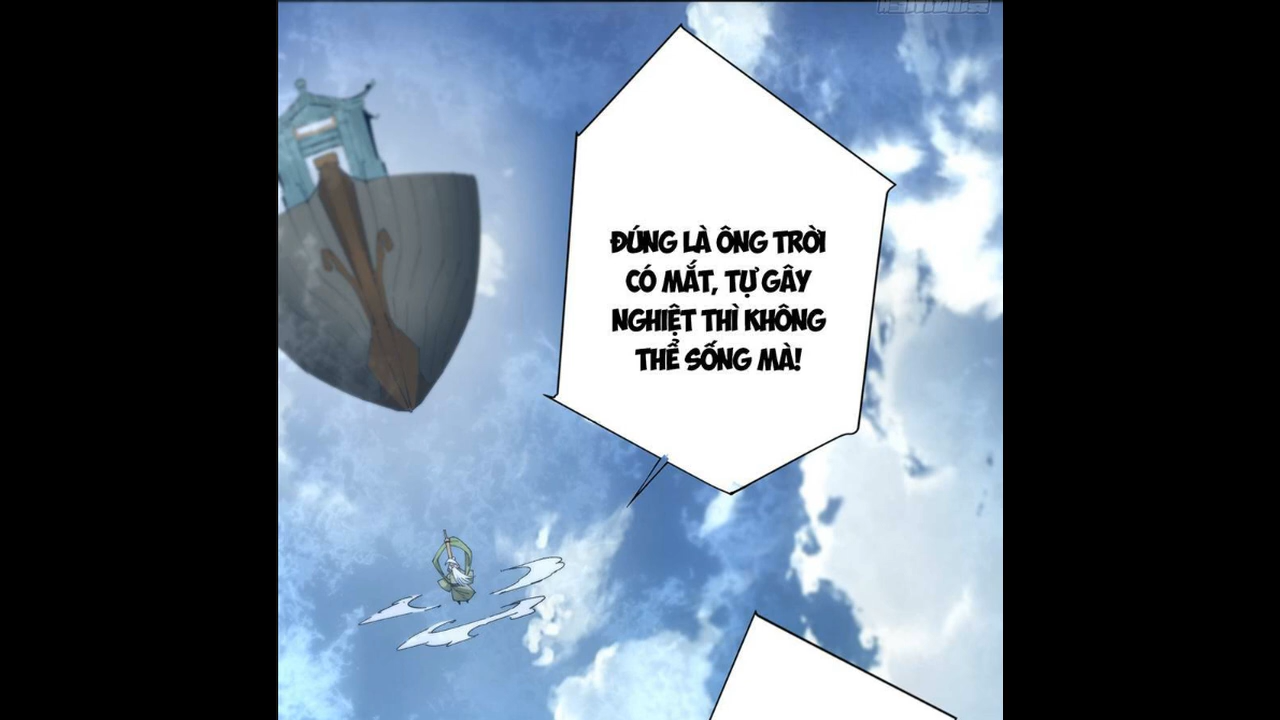 ĐÚNG LÀ ÔNG TRỜI
CÓ MẮT, TỰ GÂY
NGHIỆT THÌ KHÔNG
THỂ SỐNG MÀ!